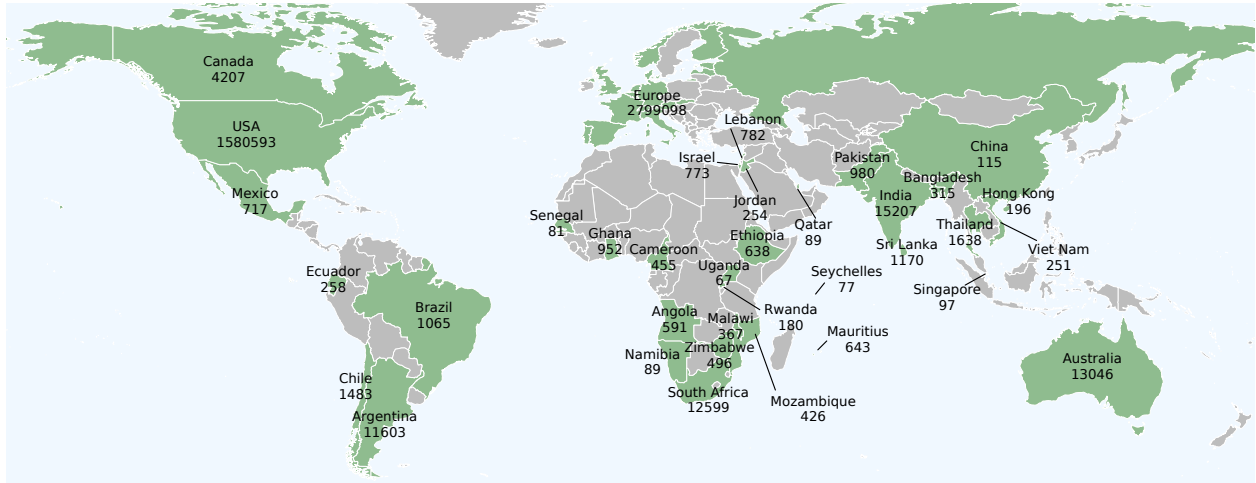 Canada
4207
USA
1580593
Mexico
717
Ecuador
258
Brazil
1065
Chile
1483
Argentina
11603
Europe
2799098
Lebanon
782
Israel
773
Jordan
254
Qatar
89
Senegal
81
Ghana
952
Cameroon
455
Ethiopia
638
Uganda
67
Seychelles
77
Rwanda
180
Angola
591
Malawi
367
Mauritius
643
Namibia
89
Zimbabwe
496
South Africa
12599
Mozambique
426
Pakistan
980
India
15207
Bangladesh
315
China
115
Hong Kong
196
Thailand
1638
Sri Lanka
1170
Viet Nam
251
Singapore
97
Australia
13046